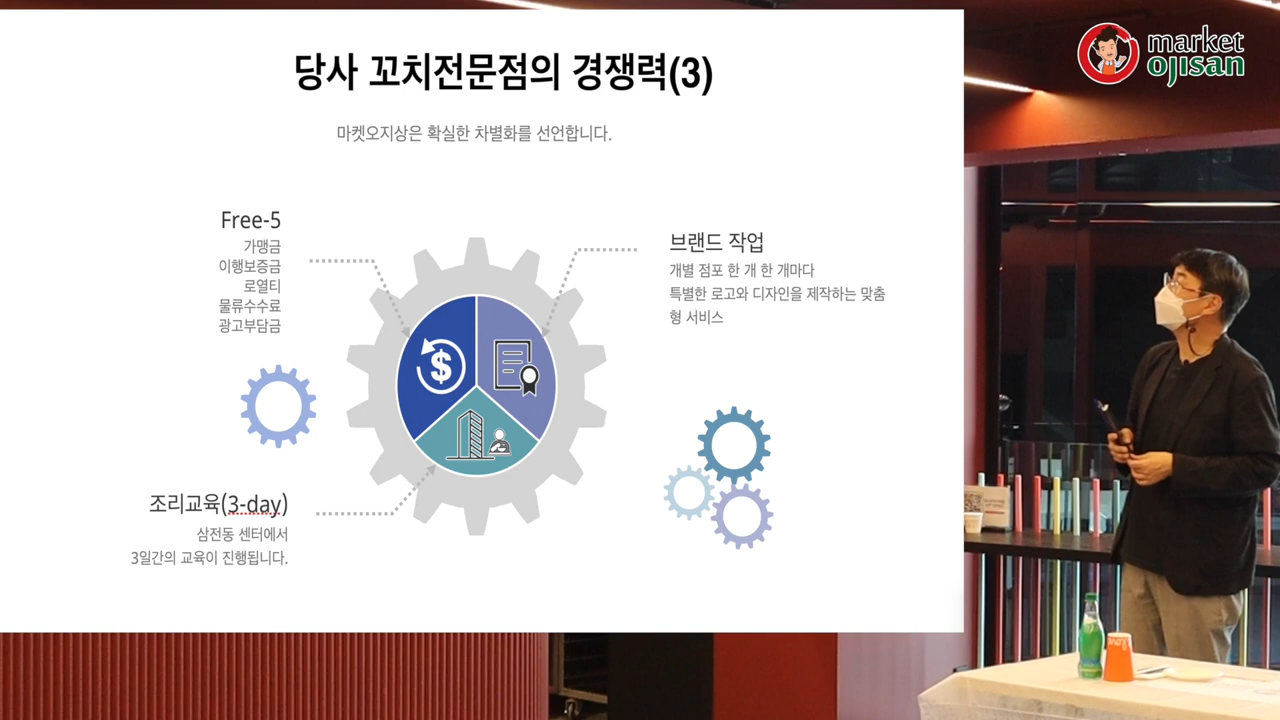 당사 꼬치전문점의 경쟁력(3)
마켓오지상은 확실한 차별화를 선언합니다.
Free-5
가맹금
이행보증금
로열티
물류수수료
광고부담금
브랜드 작업
개별 점포 한 개 한 개마다
특별한 로고와 디자인을 제작하는 맞춤
형 서비스
조리교육(3-day)
삼전동 센터에서
3일간의 교육이 진행됩니다.
$
market
ojisan